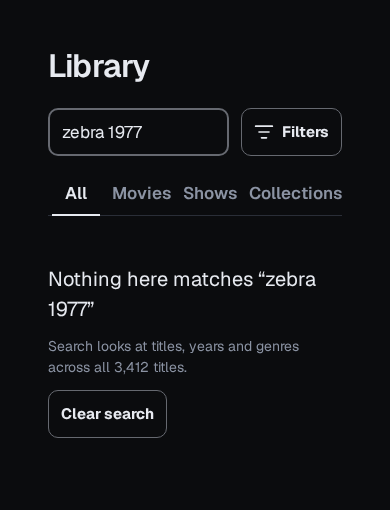 Library
zebra 1977
Filters
All Movies Shows Collections
Nothing here matches “zebra
1977”
Search looks at titles, years and genres
across all 3,412 titles.
Clear search